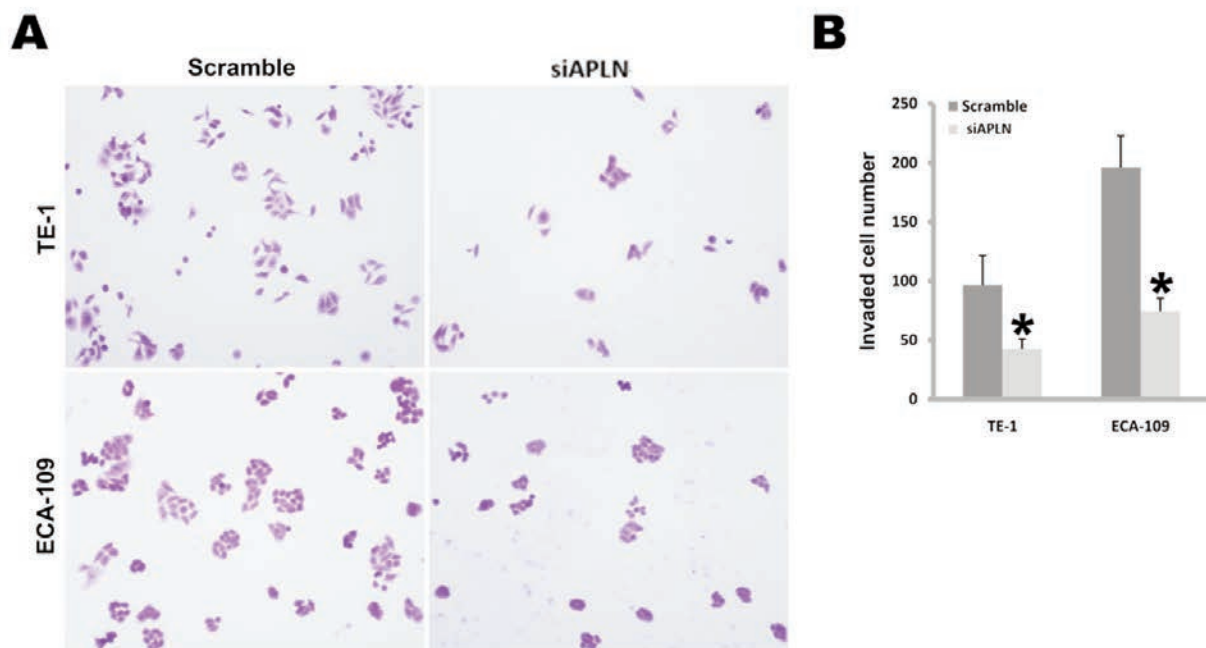 A
B
Scramble
siAPLN
TE-1
ECA-109
Invaded cell number
250
200
150
100
50
0
Scramble
siAPLN
*
*
TE-1
ECA-109